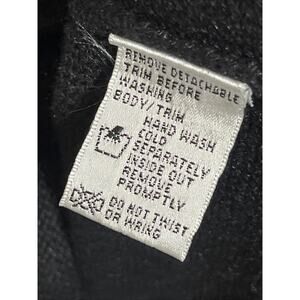 REMOVE DETACHABLE
TRIM BEFORE
WASHING
BODY/TRIM
HAND WASH
COLD
SEPARATELY
INSIDE OUT
REMOVE
PROMPTLY
DO NOT TWIST
OR WRING